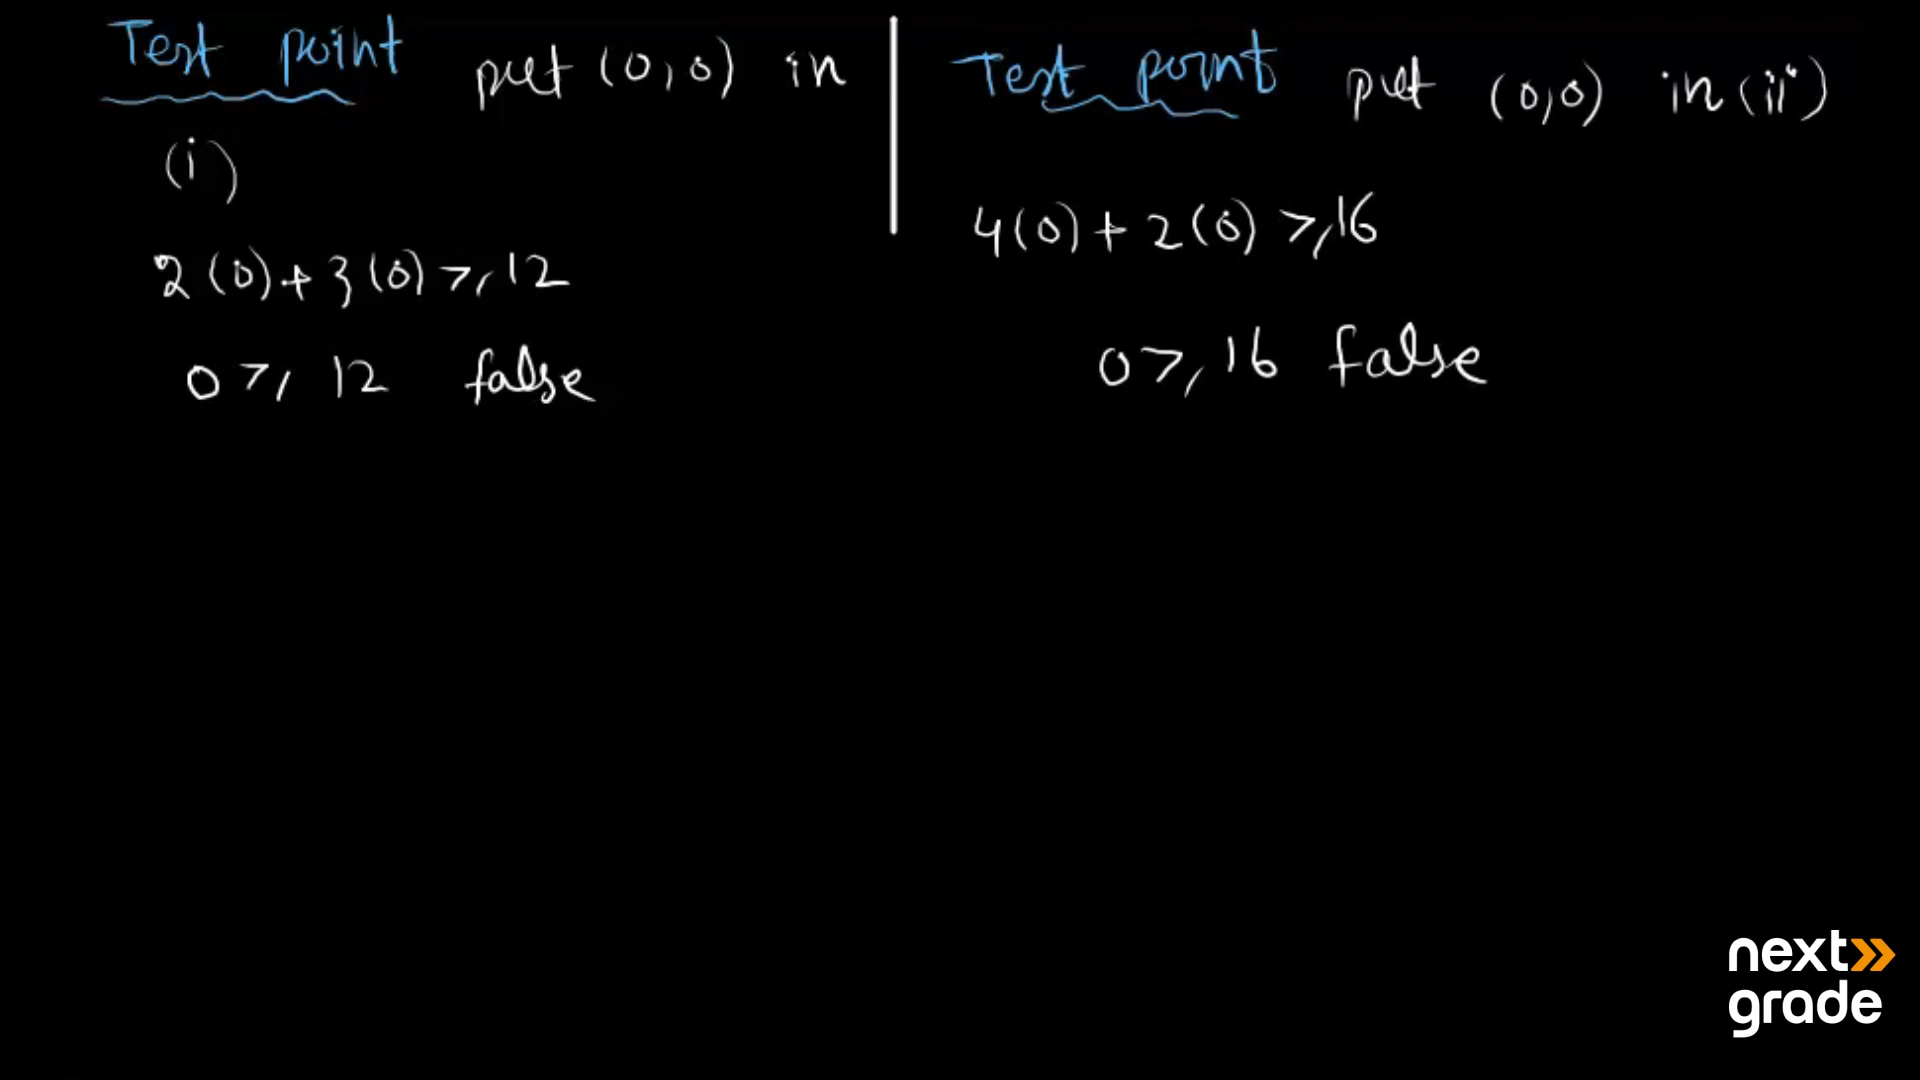 Test point put (0,0) in
(i)
2(0)+3(0)≥12
0≥12 false
Test point put (0,0) in (ii)
4(0)+2(0)≥16
0≥16 false
next
grade